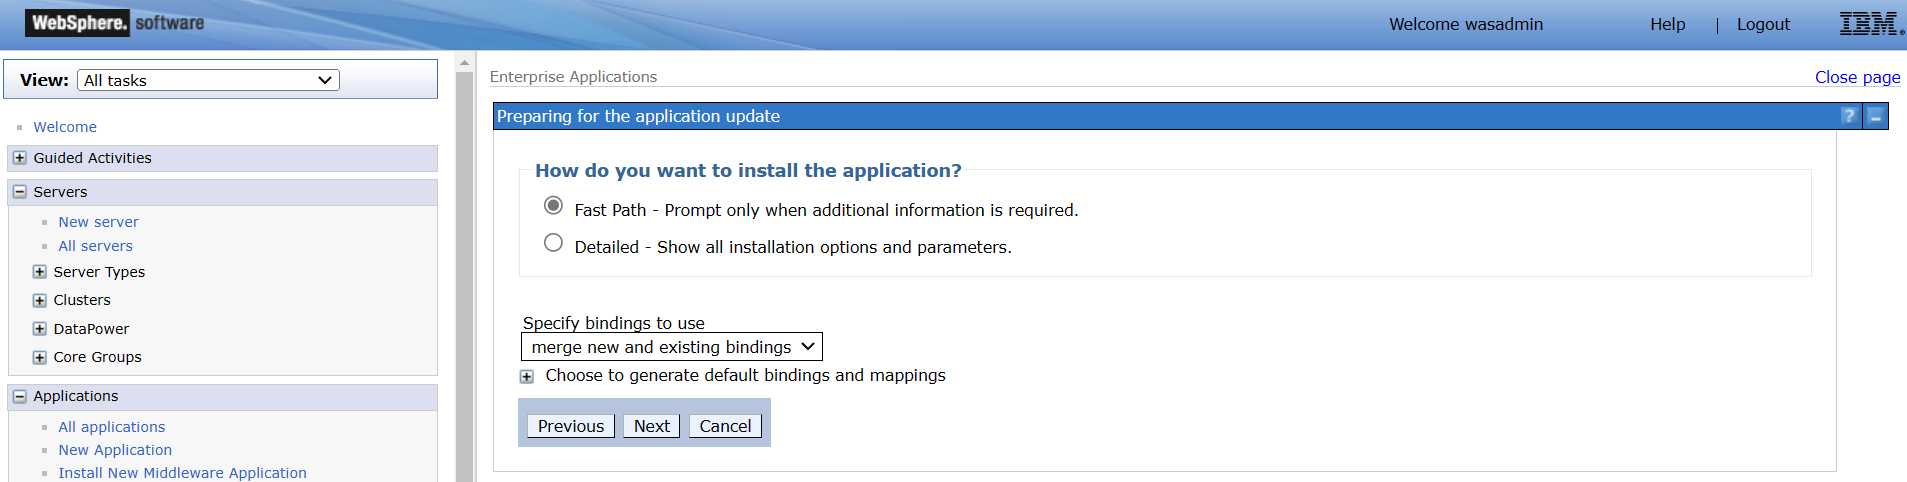 WebSphere. software
Welcome wasadmin
Help | Logout
IBM®
View: All tasks
Welcome
Guided Activities
Servers
New server
All servers
Server Types
Clusters
DataPower
Core Groups
Applications
All applications
New Application
Install New Middleware Application
Enterprise Applications
Close page
Preparing for the application update
? –
How do you want to install the application?
Fast Path - Prompt only when additional information is required.
Detailed - Show all installation options and parameters.
Specify bindings to use
merge new and existing bindings
Choose to generate default bindings and mappings
Previous Next Cancel